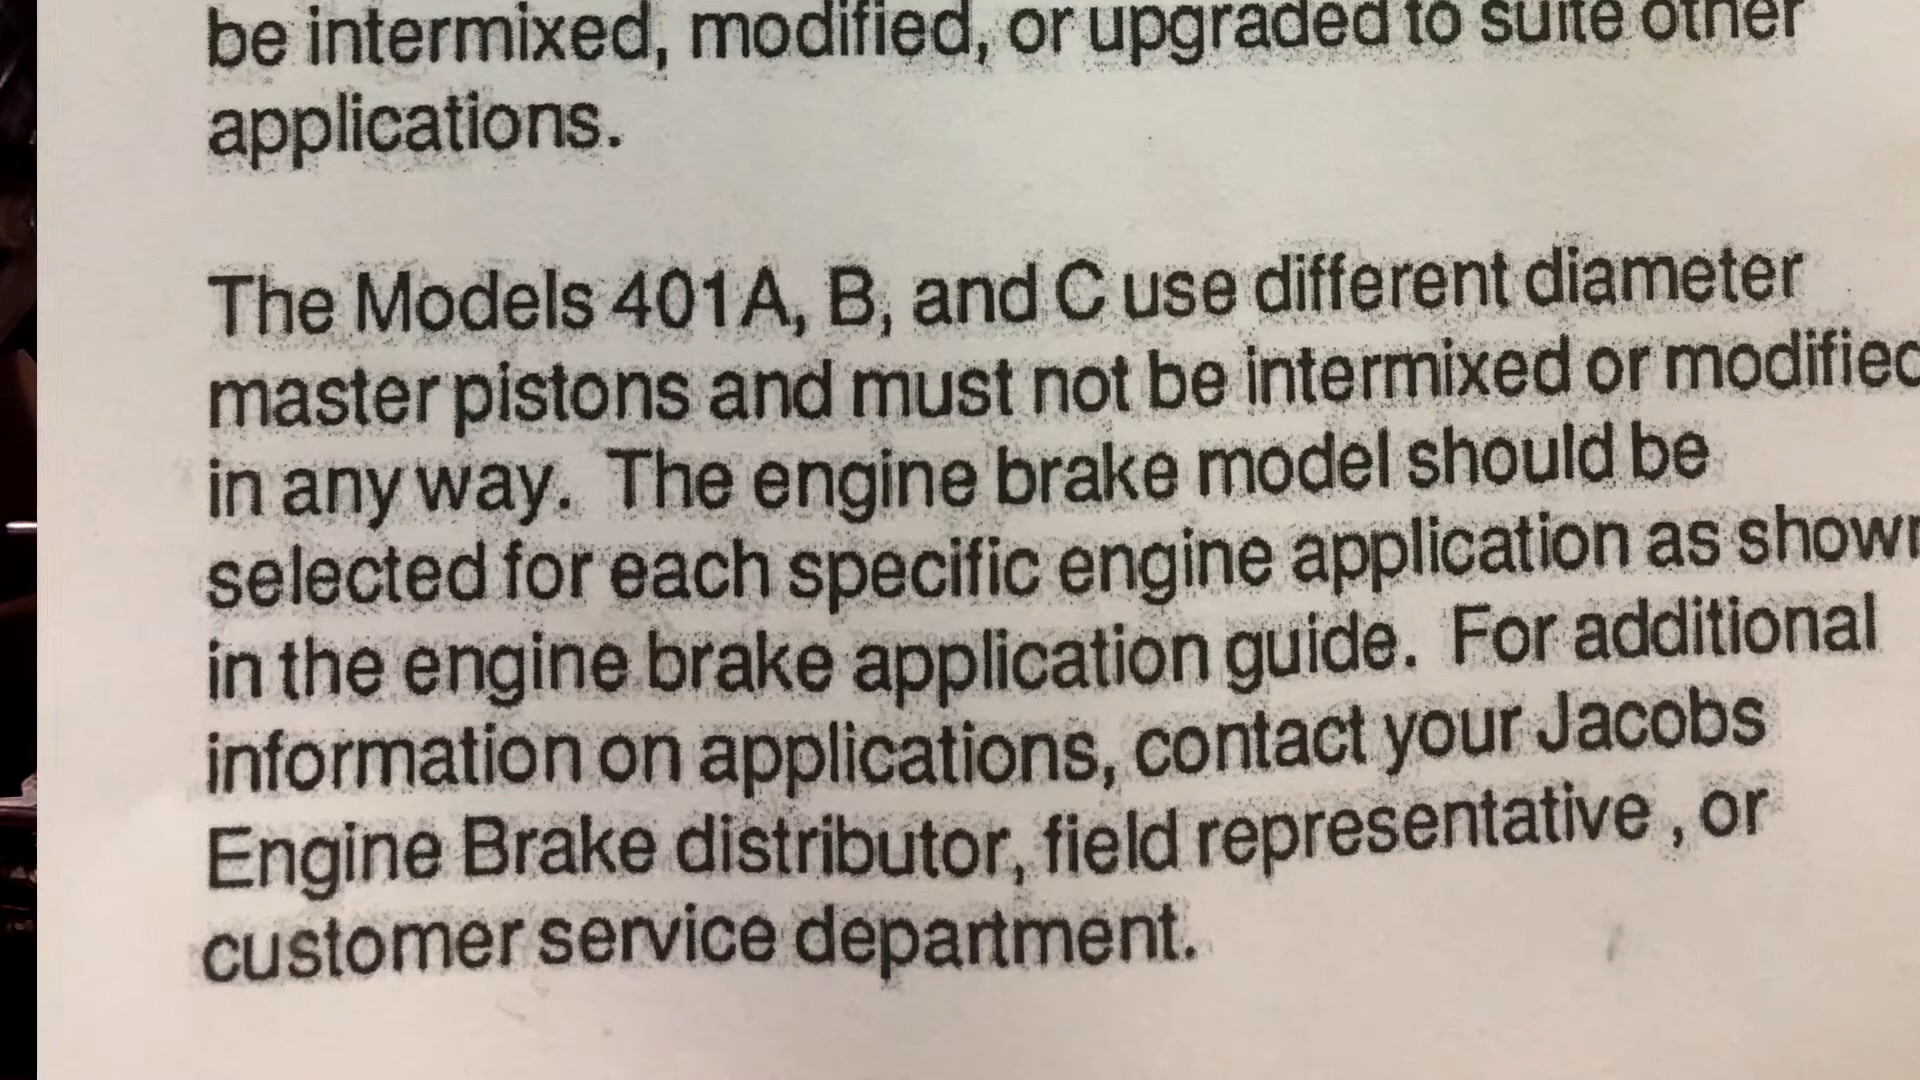 be intermixed, modified, or upgraded to suite other
applications.
The Models 401A, B, and C use different diameter
master pistons and must not be intermixed or modified
in any way. The engine brake model should be
selected for each specific engine application as shown
in the engine brake application guide. For additional
information on applications, contact your Jacobs
Engine Brake distributor, field representative , or
customer service department.